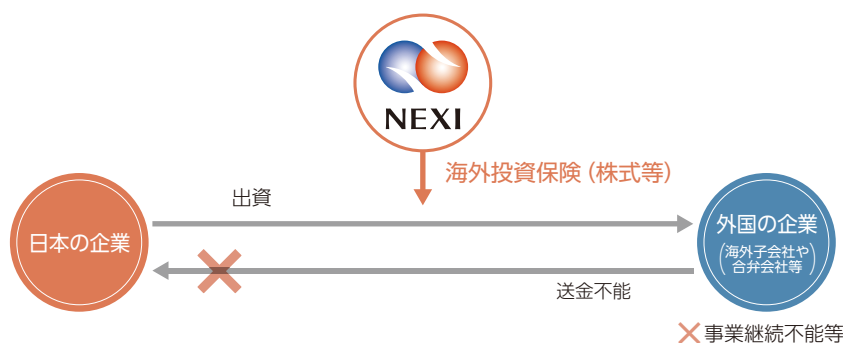 NEXI
海外投資保険（株式等）
出資
日本の企業
外国の企業
（海外子会社や
合弁会社等）
送金不能
事業継続不能等